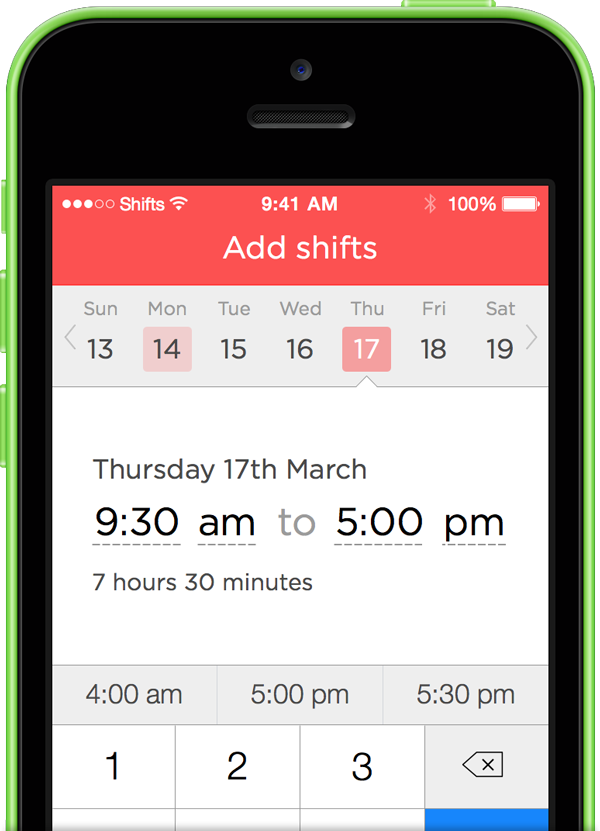 Shifts 9:41 AM 100%
Add shifts
Sun Mon Tue Wed Thu Fri Sat
13 14 15 16 17 18 19
Thursday 17th March
9:30 am to 5:00 pm
7 hours 30 minutes
4:00 am 5:00 pm 5:30 pm
1 2 3